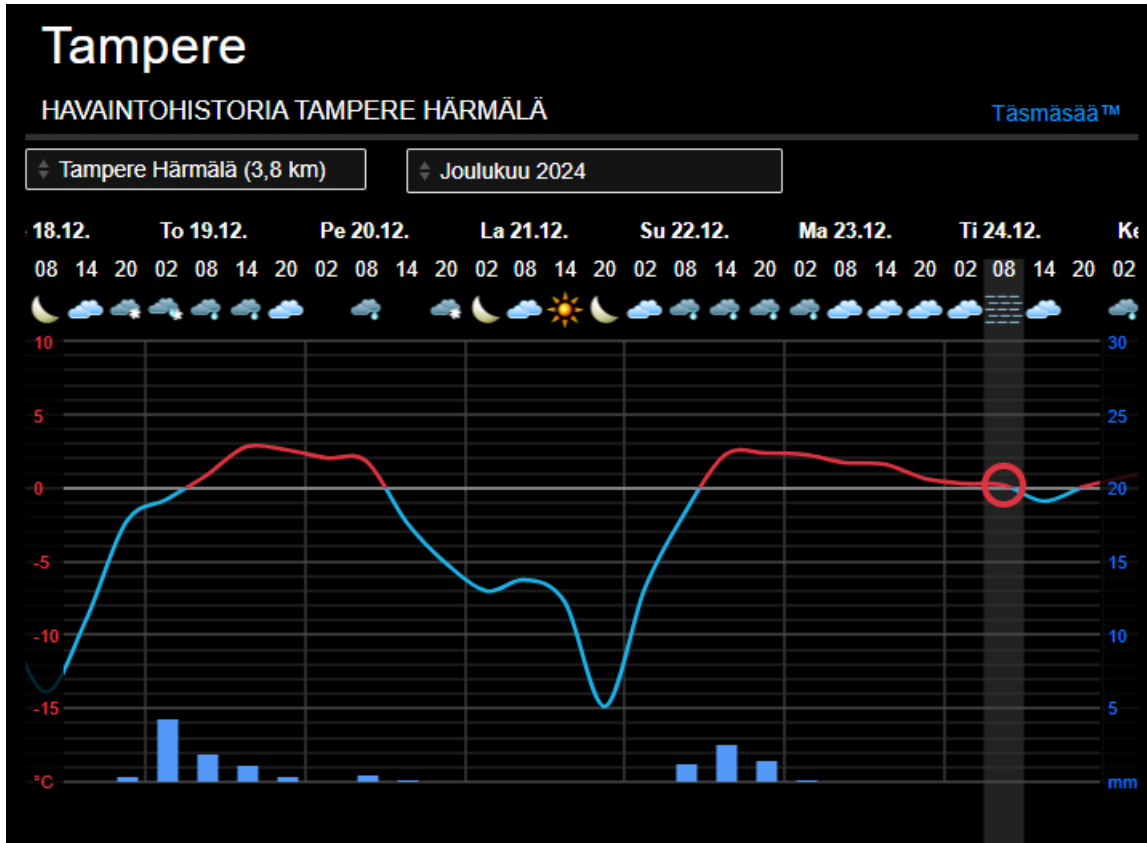 Tampere
HAVAINTOHISTORIA TAMPERE HÄRMÄLÄ
Täsmäsää™
Tampere Härmälä (3,8 km)
Joulukuu 2024
18.12. To 19.12. Pe 20.12. La 21.12. Su 22.12. Ma 23.12. Ti 24.12. Ke
08 14 20 02 08 14 20 02 08 14 20 02 08 14 20 02 08 14 20 02 08 14 20 02 08 14 20 02
10 30
5 25
0 20
-5 15
-10 10
-15 5
°C mm